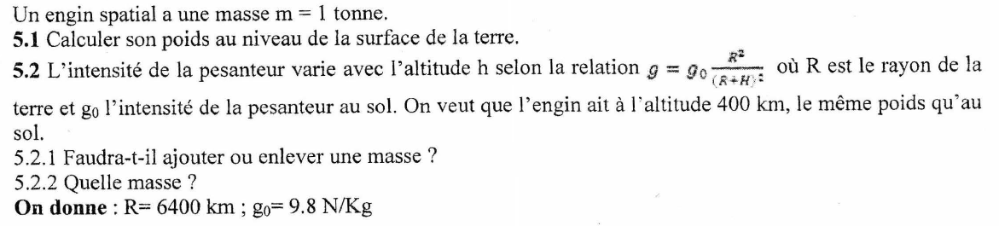 Un engin spatial a une masse m = 1 tonne.
5.1 Calculer son poids au niveau de la surface de la terre.
5.2 L'intensité de la pesanteur varie avec l'altitude h selon la relation g = g₀ R²/(R+H)² où R est le rayon de la
terre et g₀ l'intensité de la pesanteur au sol. On veut que l'engin ait à l'altitude 400 km, le même poids qu'au
sol.
5.2.1 Faudra-t-il ajouter ou enlever une masse ?
5.2.2 Quelle masse ?
On donne : R= 6400 km ; g₀= 9.8 N/Kg